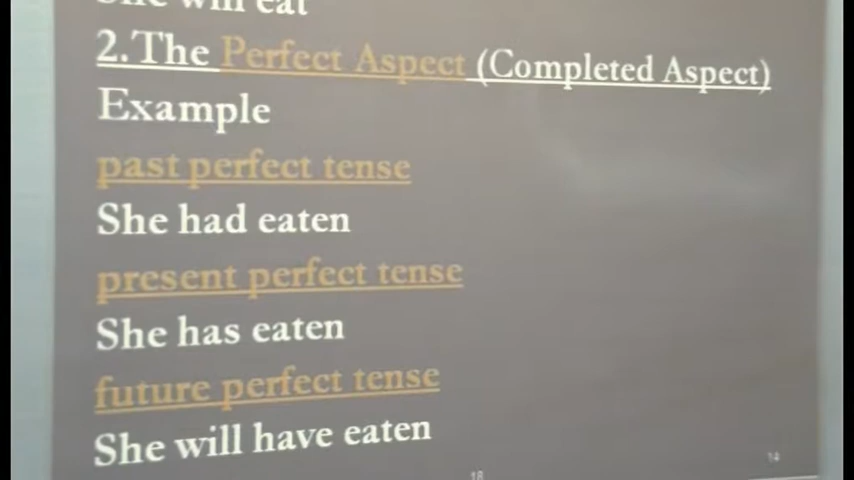 She will eat
2.The Perfect Aspect (Completed Aspect)
Example
past perfect tense
She had eaten
present perfect tense
She has eaten
future perfect tense
She will have eaten
14
18